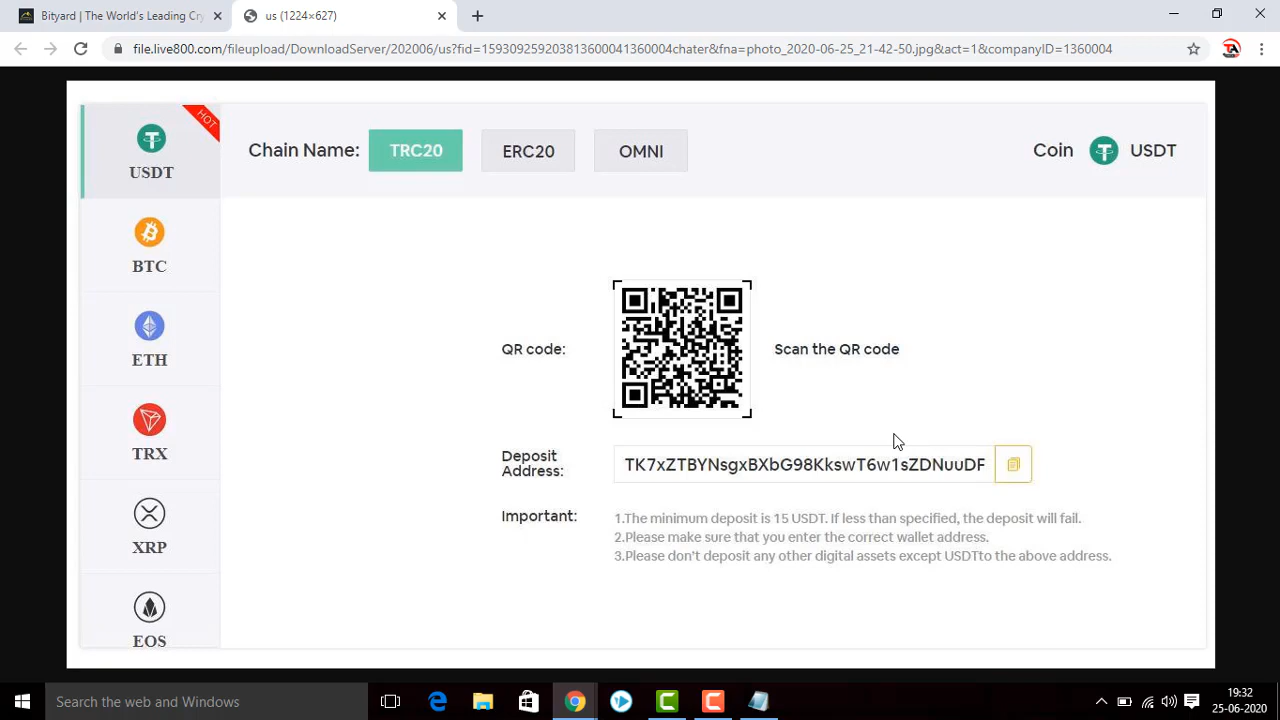 Bityard | The World's Leading Cry
us (1224×627)
file.live800.com/fileupload/DownloadServer/202006/us?fid=15930925920381360041360004chater&fna=photo_2020-06-25_21-42-50.jpg&act=1&companyID=1360004
TA
HOT
USDT
Chain Name:
TRC20
ERC20
OMNI
Coin
USDT
BTC
ETH
TRX
XRP
EOS
QR code:
Scan the QR code
Deposit
Address:
TK7xZTBYNsgxBXbG98KkswT6w1sZDNuuDF
Important:
1.The minimum deposit is 15 USDT. If less than specified, the deposit will fail.
2.Please make sure that you enter the correct wallet address.
3.Please don't deposit any other digital assets except USDTto the above address.
Search the web and Windows
19:32
25-06-2020